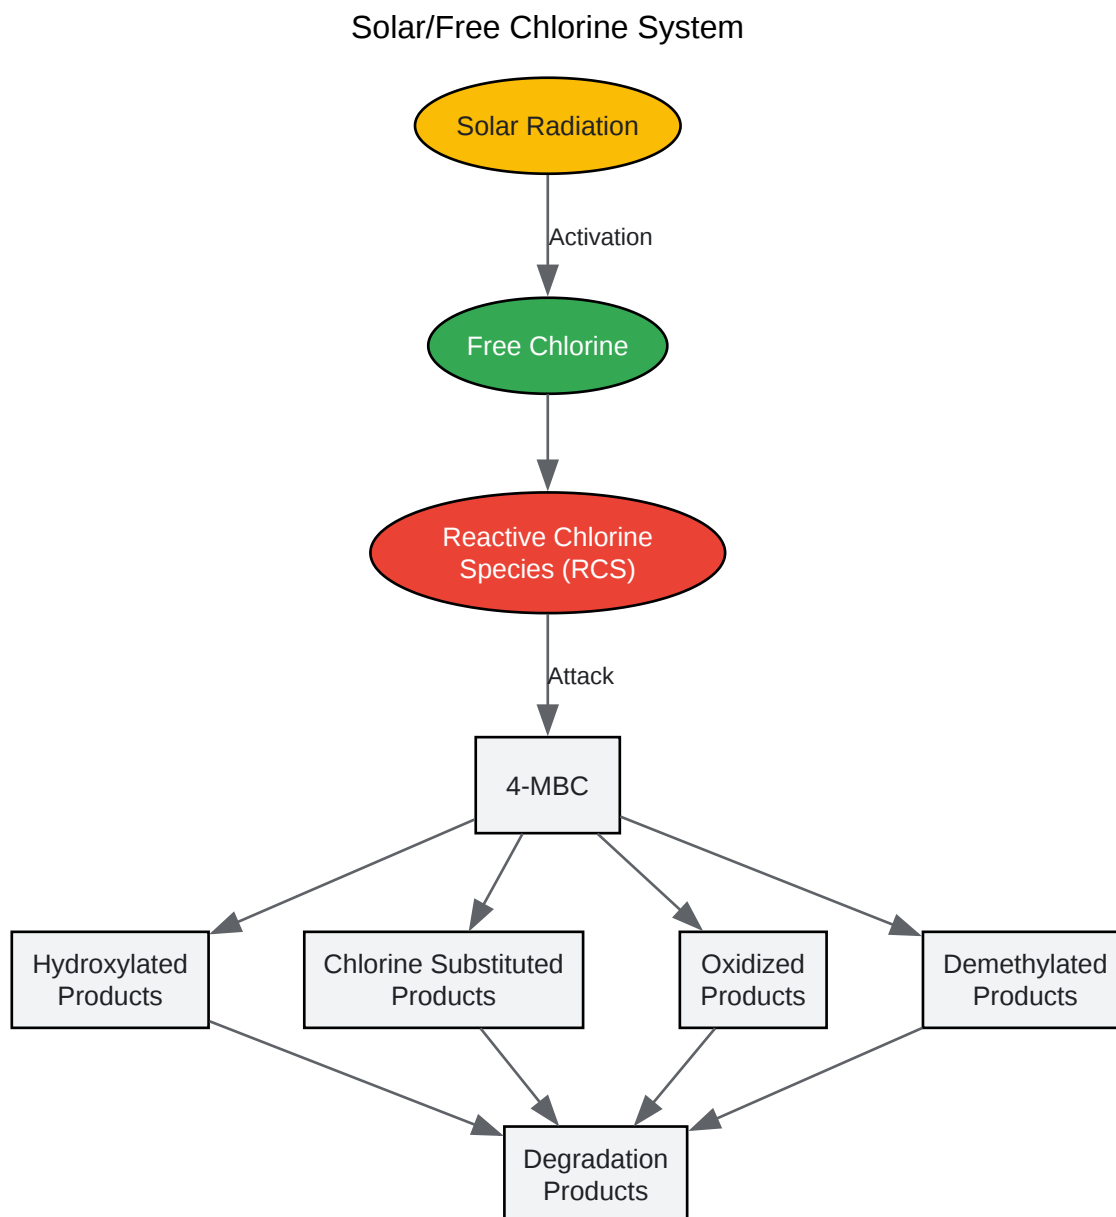 Solar/Free Chlorine System
Solar Radiation
Activation
Free Chlorine
Reactive Chlorine
Species (RCS)
Attack
4-MBC
Hydroxylated
Products
Chlorine Substituted
Products
Oxidized
Products
Demethylated
Products
Degradation
Products